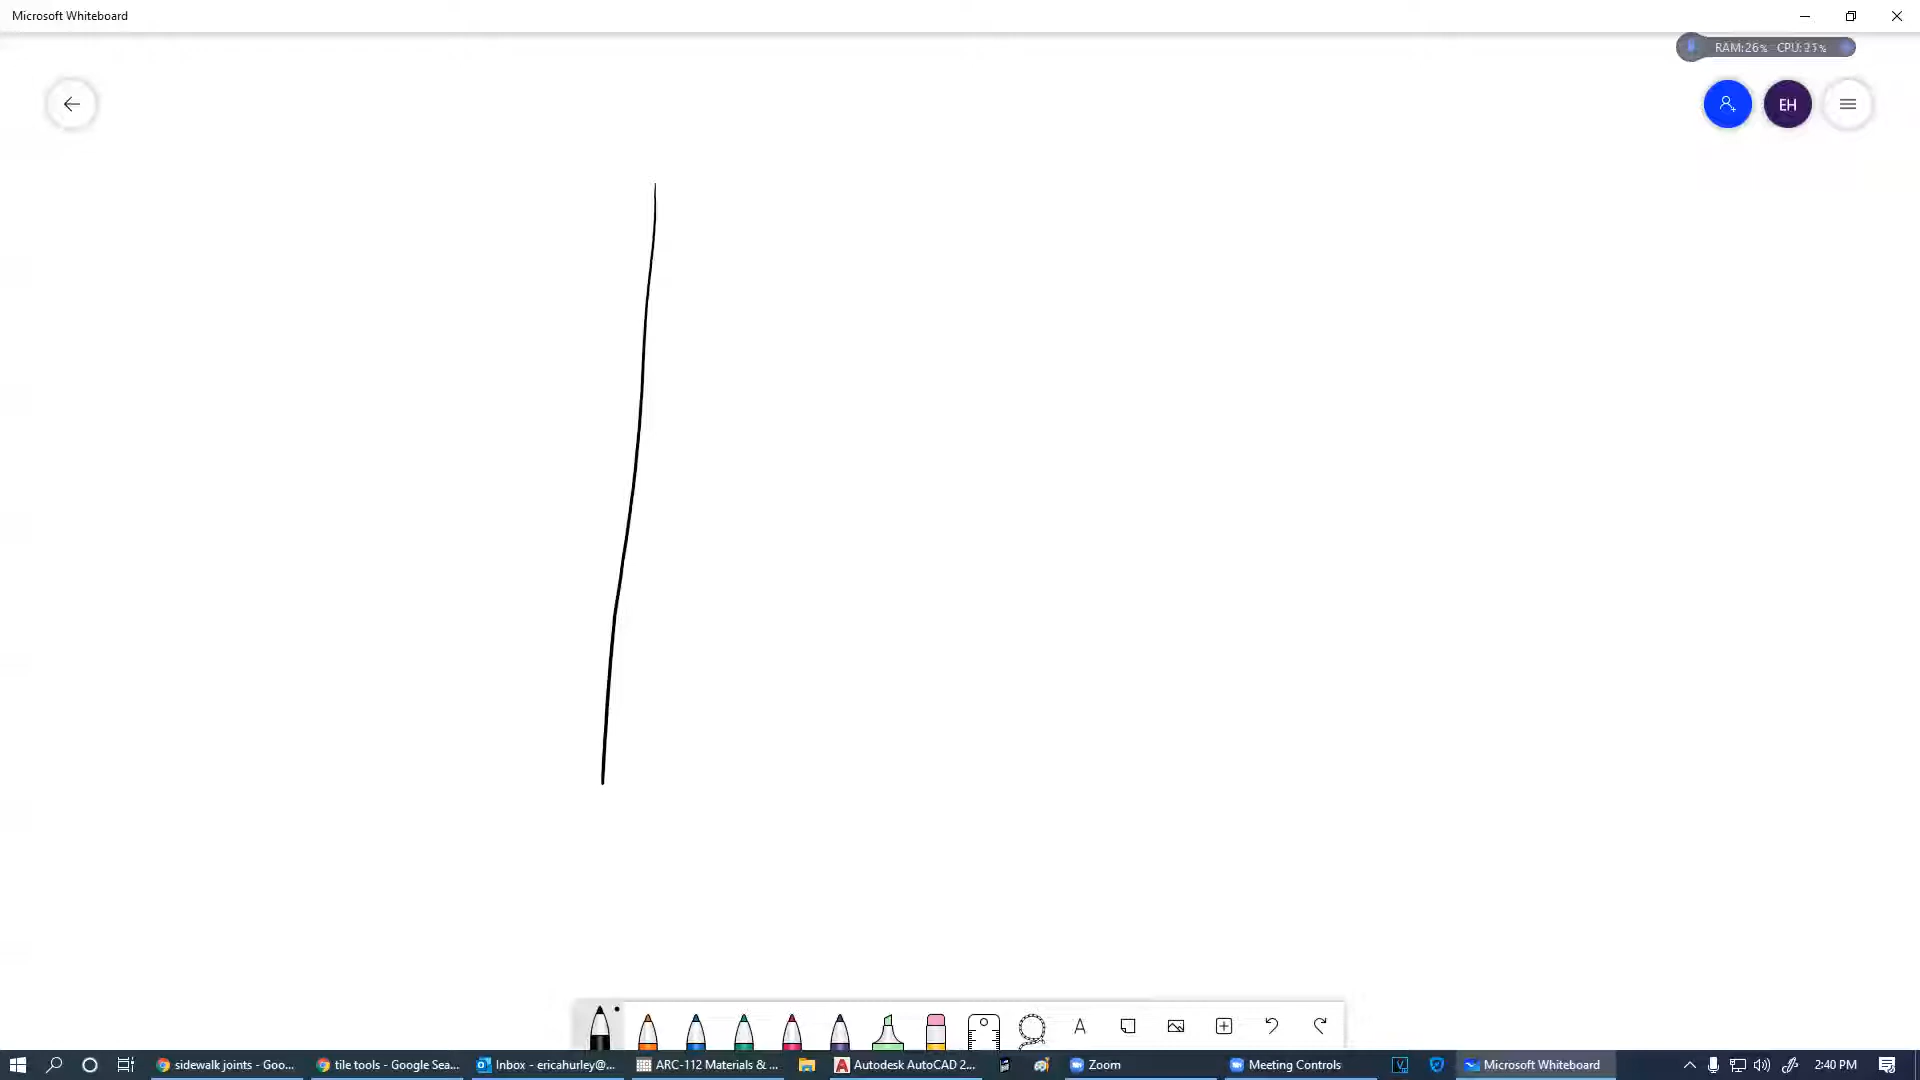 Microsoft Whiteboard
RAM:26% CPU:25%
EH
A
sidewalk joints - Goo...
tile tools - Google Sea...
Inbox - ericahurley@...
ARC-112 Materials & ...
Autodesk AutoCAD 2...
Zoom
Meeting Controls
Microsoft Whiteboard
2:40 PM